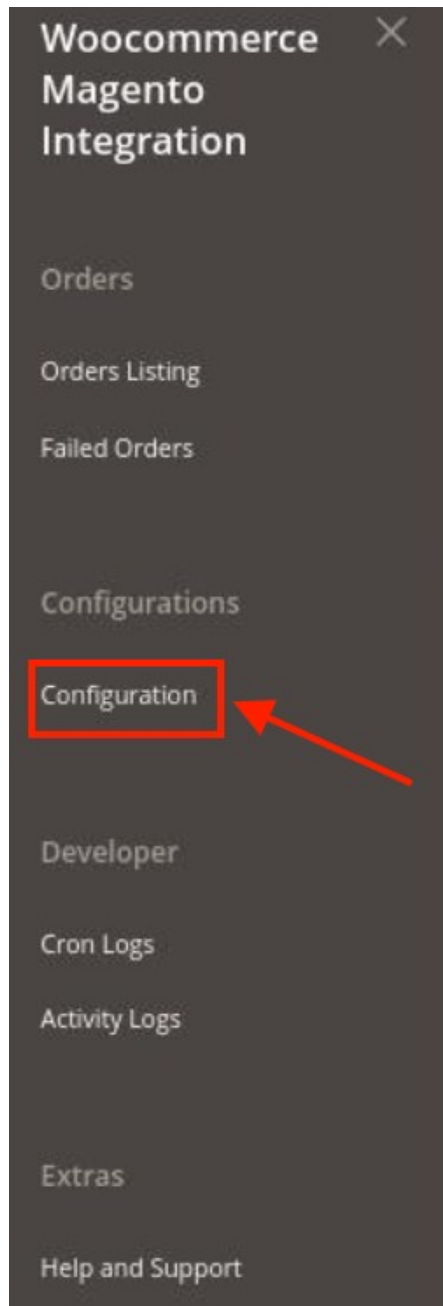 Woocommerce
Magento
Integration
Orders
Orders Listing
Failed Orders
Configurations
Configuration
Developer
Cron Logs
Activity Logs
Extras
Help and Support